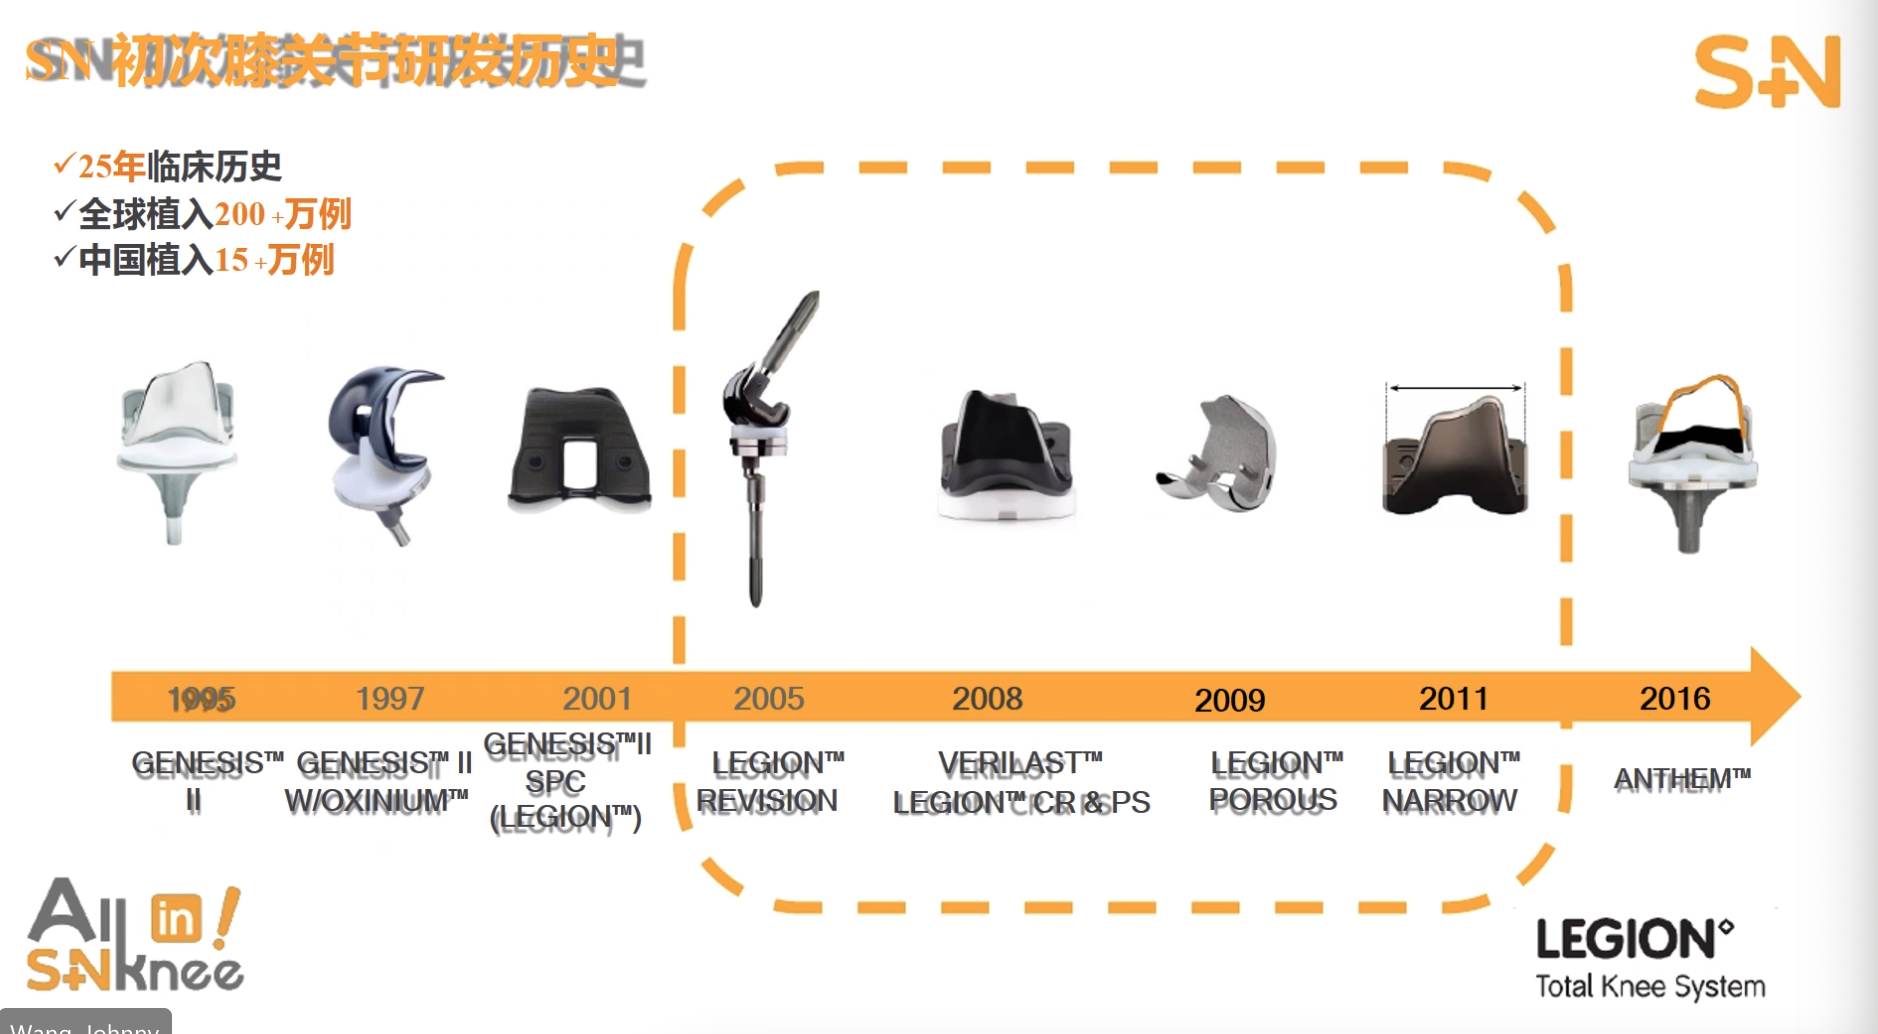 SN 初次膝关节研发历史
S+N
✓25年临床历史
✓全球植入200 +万例
✓中国植入15 +万例
1995
1997
2001
2005
2008
2009
2011
2016
GENESIS™
II
GENESIS™ II
W/OXINIUM™
GENESIS™II
SPC
(LEGION™)
LEGION™
REVISION
VERILAST™
LEGION™ CR & PS
LEGION™
POROUS
LEGION™
NARROW
ANTHEM™
All in!
S+N knee
LEGION◇
Total Knee System
Wang, Johnny